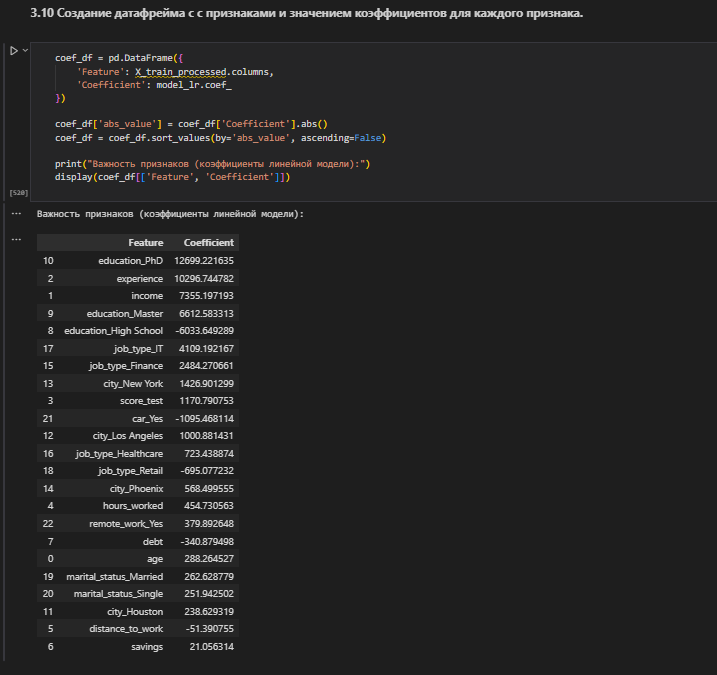 3.10 Создание датафрейма с с признаками и значением коэффициентов для каждого признака.
coef_df = pd.DataFrame({
'Feature': X_train_processed.columns,
'Coefficient': model_lr.coef_
})
coef_df['abs_value'] = coef_df['Coefficient'].abs()
coef_df = coef_df.sort_values(by='abs_value', ascending=False)
print("Важность признаков (коэффициенты линейной модели):")
display(coef_df[['Feature', 'Coefficient']])
[520]
... Важность признаков (коэффициенты линейной модели):
...
Feature Coefficient
10 education_PhD 12699.221635
2 experience 10296.744782
1 income 7355.197193
9 education_Master 6612.583313
8 education_High School -6033.649289
17 job_type_IT 4109.192167
15 job_type_Finance 2484.270661
13 city_New York 1426.901299
3 score_test 1170.790753
21 car_Yes -1095.468114
12 city_Los Angeles 1000.881431
16 job_type_Healthcare 723.438874
18 job_type_Retail -695.077232
14 city_Phoenix 568.499555
4 hours_worked 454.730563
22 remote_work_Yes 379.892648
7 debt -340.879498
0 age 288.264527
19 marital_status_Married 262.628779
20 marital_status_Single 251.942502
11 city_Houston 238.629319
5 distance_to_work -51.390755
6 savings 21.056314